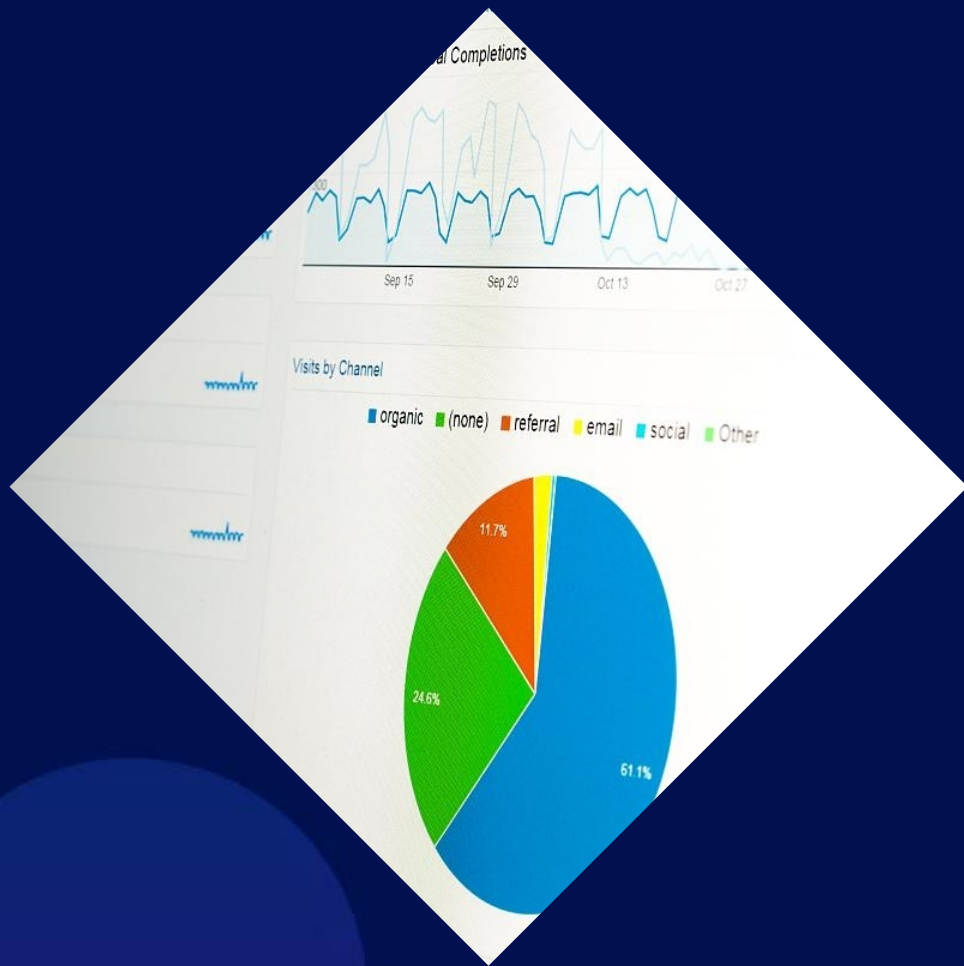 al Completions
300
Sep 15 Sep 29 Oct 13 Oct 27
Visits by Channel
organic (none) referral email social Other
11.7%
24.6%
61.1%